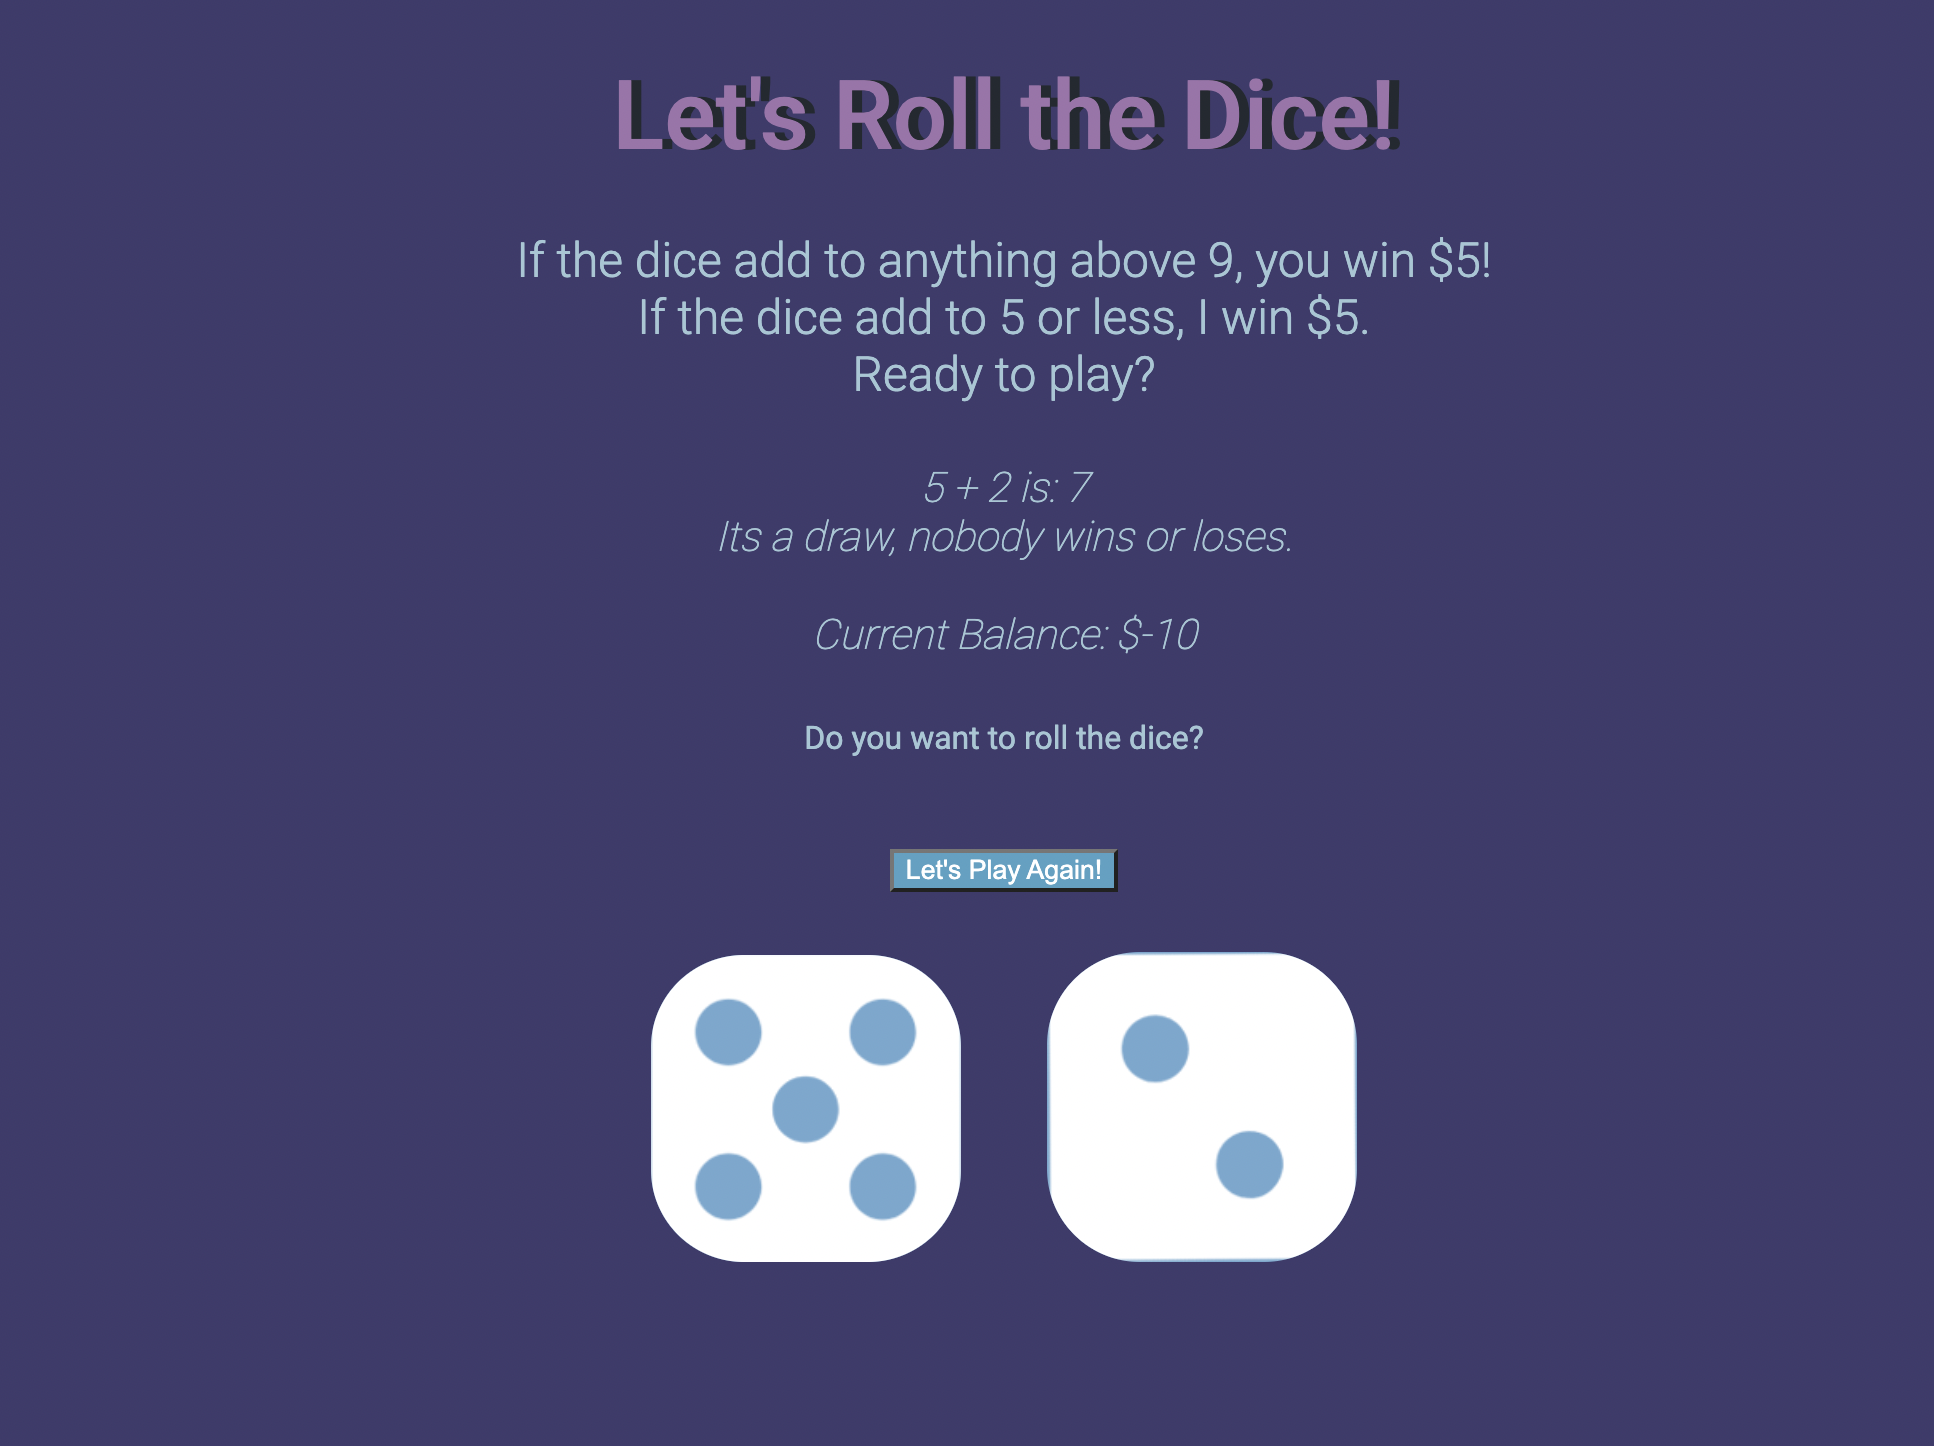 Let's Roll the Dice!
If the dice add to anything above 9, you win $5!
If the dice add to 5 or less, I win $5.
Ready to play?
5 + 2 is: 7
Its a draw, nobody wins or loses.
Current Balance: $-10
Do you want to roll the dice?
Let's Play Again!